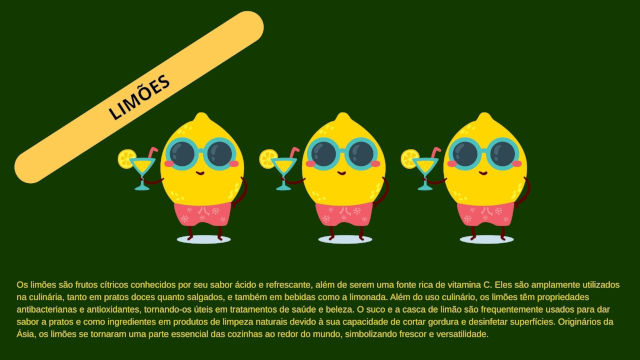 LIMÕES
Os limões são frutos cítricos conhecidos por seu sabor ácido e refrescante, além de serem uma fonte rica de vitamina C. Eles são amplamente utilizados
na culinária, tanto em pratos doces quanto salgados, e também em bebidas como a limonada. Além do uso culinário, os limões têm propriedades
antibacterianas e antioxidantes, tornando-os úteis em tratamentos de saúde e beleza. O suco e a casca de limão são frequentemente usados para dar
sabor a pratos e como ingredientes em produtos de limpeza naturais devido à sua capacidade de cortar gordura e desinfetar superfícies. Originários da
Ásia, os limões se tornaram uma parte essencial das cozinhas ao redor do mundo, simbolizando frescor e versatilidade.